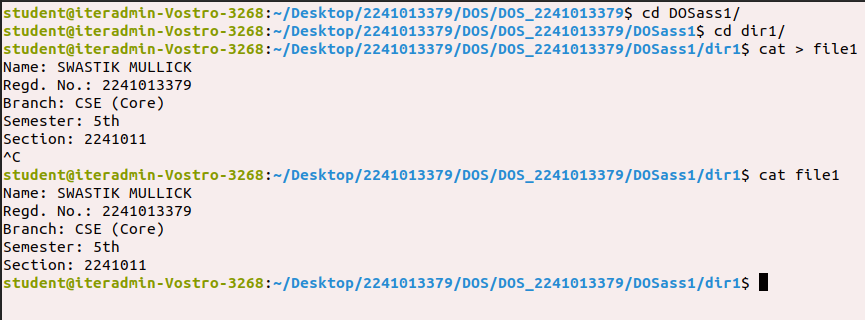 student@iteradmin-Vostro-3268:~/Desktop/2241013379/DOS/DOS_2241013379$ cd DOSass1/
student@iteradmin-Vostro-3268:~/Desktop/2241013379/DOS/DOS_2241013379/DOSass1$ cd dir1/
student@iteradmin-Vostro-3268:~/Desktop/2241013379/DOS/DOS_2241013379/DOSass1/dir1$ cat > file1
Name: SWASTIK MULLICK
Regd. No.: 2241013379
Branch: CSE (Core)
Semester: 5th
Section: 2241011
^C
student@iteradmin-Vostro-3268:~/Desktop/2241013379/DOS/DOS_2241013379/DOSass1/dir1$ cat file1
Name: SWASTIK MULLICK
Regd. No.: 2241013379
Branch: CSE (Core)
Semester: 5th
Section: 2241011
student@iteradmin-Vostro-3268:~/Desktop/2241013379/DOS/DOS_2241013379/DOSass1/dir1$